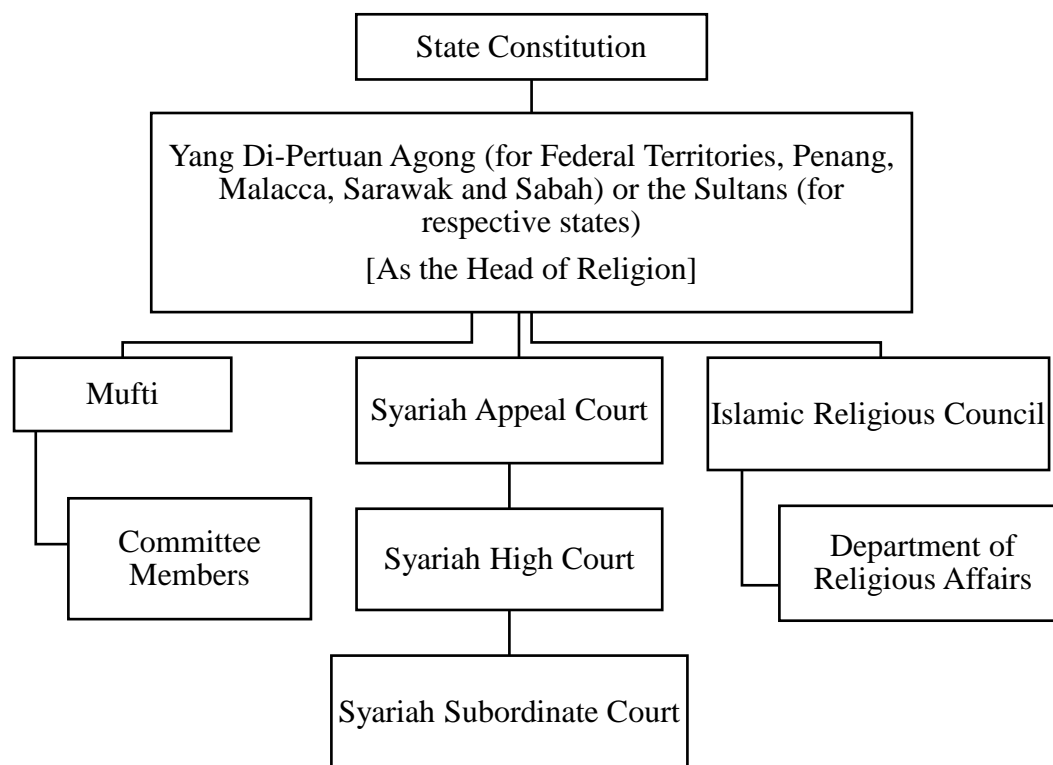 State Constitution
Yang Di-Pertuan Agong (for Federal Territories, Penang,
Malacca, Sarawak and Sabah) or the Sultans (for
respective states)
[As the Head of Religion]
Mufti
Syariah Appeal Court
Islamic Religious Council
Committee
Members
Syariah High Court
Department of
Religious Affairs
Syariah Subordinate Court